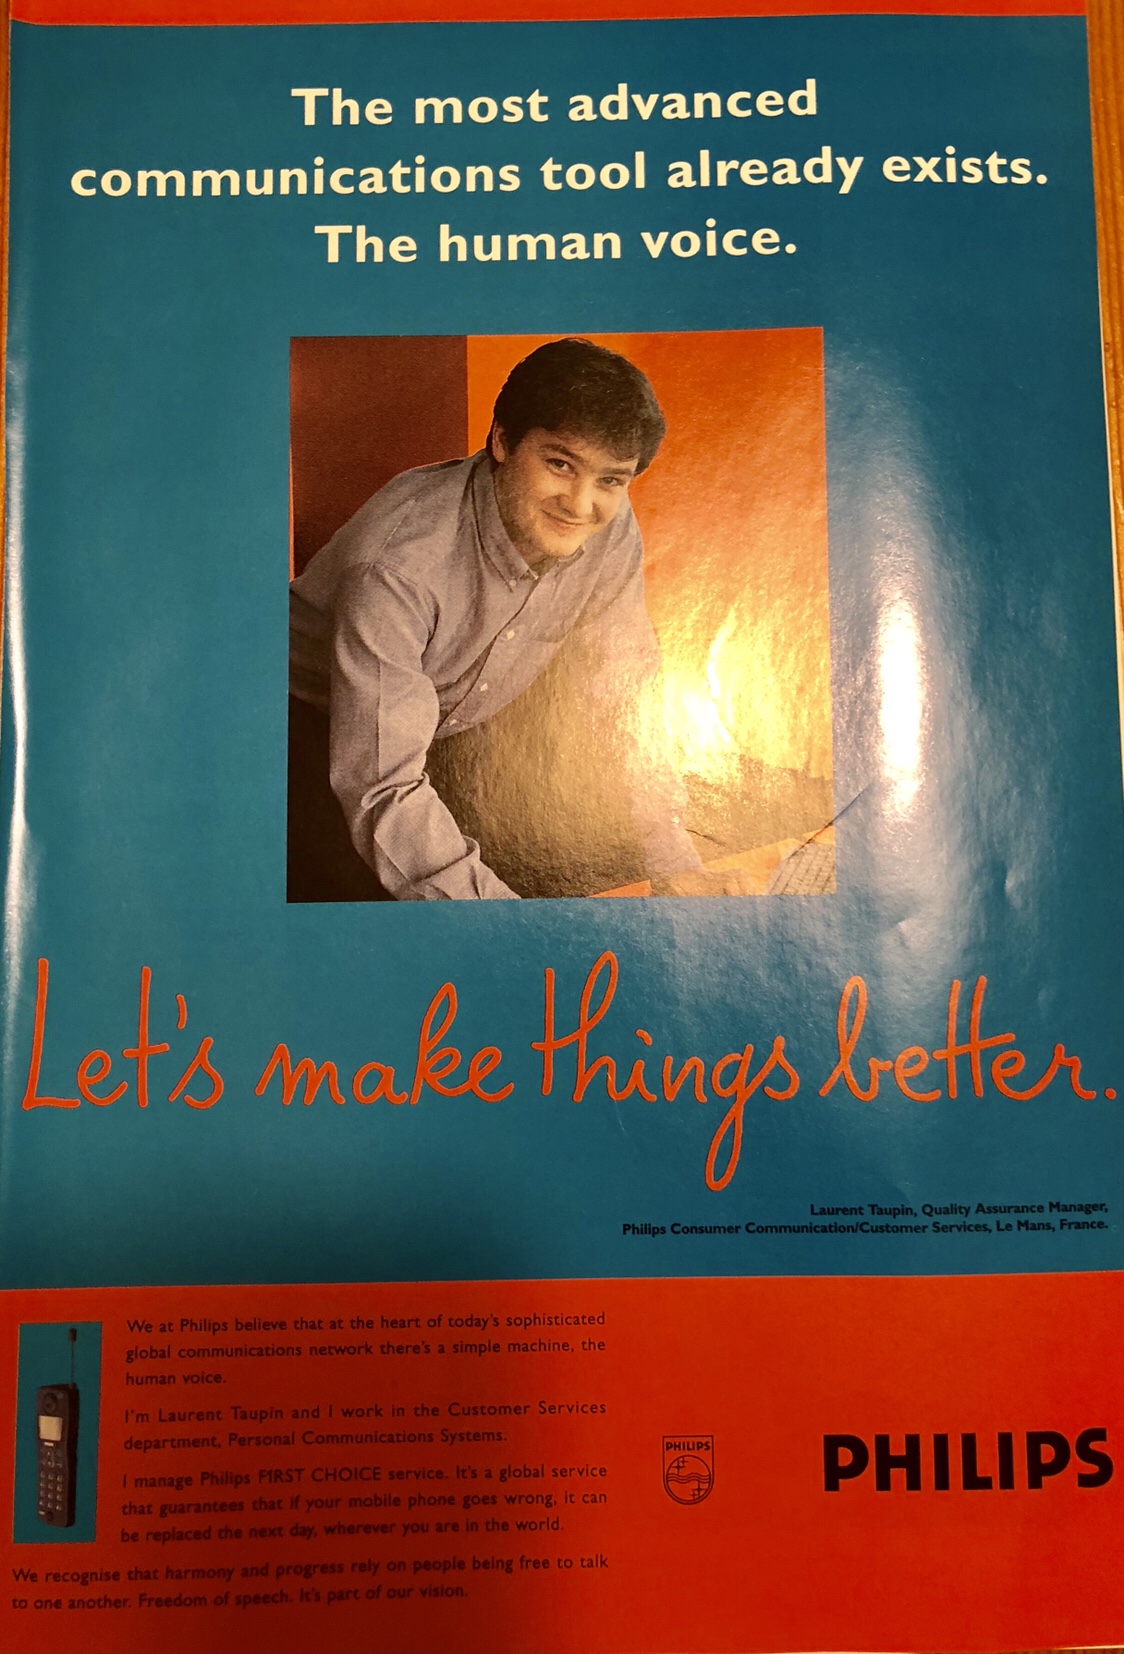 The most advanced
communications tool already exists.
The human voice.
Let's make things better.
Laurent Taupin, Quality Assurance Manager,
Philips Consumer Communication/Customer Services, Le Mans, France.
We at Philips believe that at the heart of today's sophisticated
global communications network there's a simple machine, the
human voice.
I'm Laurent Taupin and I work in the Customer Services
department, Personal Communications Systems.
I manage Philips FIRST CHOICE service. It's a global service
that guarantees that if your mobile phone goes wrong, it can
be replaced the next day, wherever you are in the world.
We recognise that harmony and progress rely on people being free to talk
to one another. Freedom of speech. It's part of our vision.
PHILIPS
PHILIPS